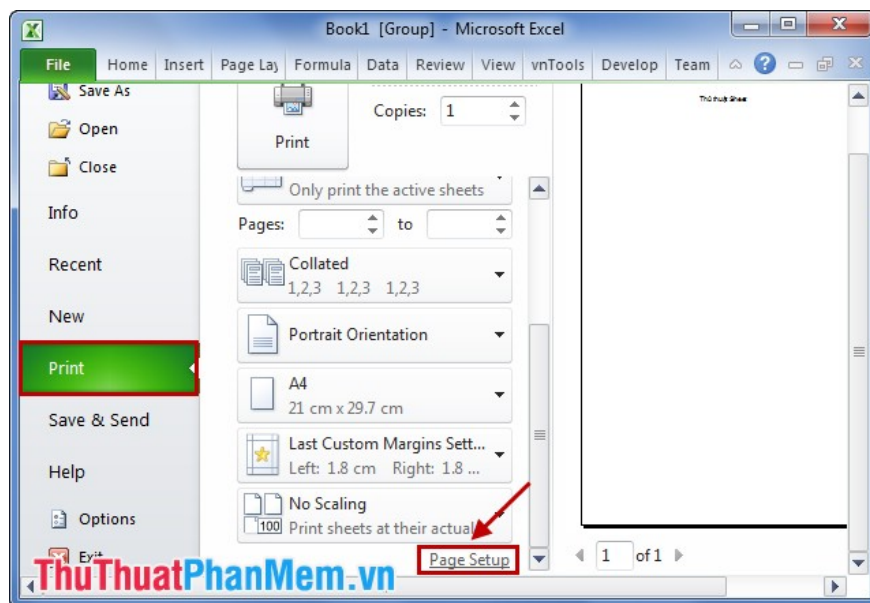 Book1 [Group] - Microsoft Excel
File Home Insert Page Lay Formula Data Review View vnTools Develop Team
Save As
Open
Close
Info
Recent
New
Print
Save & Send
Help
Options
Exit
Print
Copies: 1
Only print the active sheets
Pages: to
Collated
1,2,3 1,2,3 1,2,3
Portrait Orientation
A4
21 cm x 29.7 cm
Last Custom Margins Sett...
Left: 1.8 cm Right: 1.8 ...
No Scaling
100 Print sheets at their actual
Page Setup
1 of 1
ThuThuatPhanMem.vn